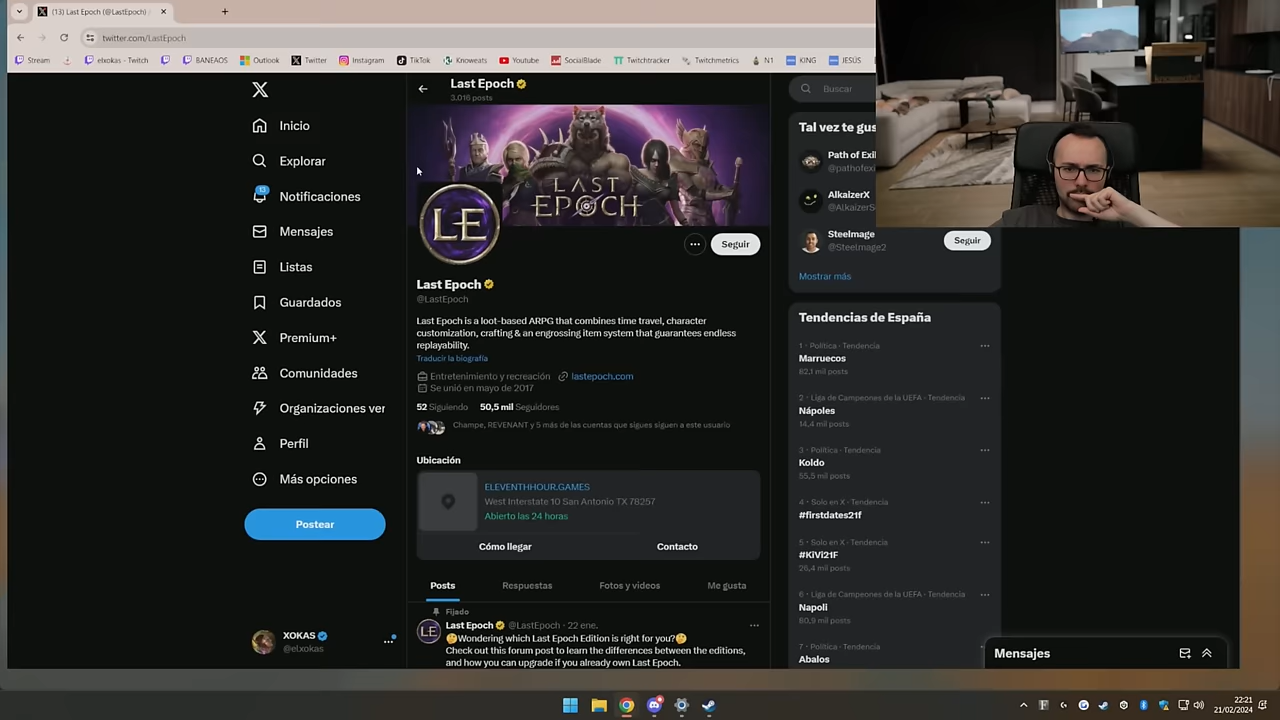 (13) Last Epoch (@LastEpoch) /
twitter.com/LastEpoch
Stream
elxokas - Twitch
BANEAOS
Outlook
Twitter
Instagram
TikTok
Knoweats
Youtube
SocialBlade
Twitchtracker
Twitchmetrics
N1
KING
JESÚS
Inicio
Explorar
13
Notificaciones
Mensajes
Listas
Guardados
Premium+
Comunidades
Organizaciones ver
Perfil
Más opciones
Postear
XOKAS
@elxokas
Last Epoch
3.016 posts
LAST
EPOCH
LE
Seguir
Last Epoch
@LastEpoch
Last Epoch is a loot-based ARPG that combines time travel, character
customization, crafting & an engrossing item system that guarantees endless
replayability.
Traducir la biografía
Entretenimiento y recreación lastepoch.com
Se unió en mayo de 2017
52 Siguiendo 50,5 mil Seguidores
Champe, REVENANT y 5 más de las cuentas que sigues siguen a este usuario
Ubicación
ELEVENTHHOUR.GAMES
West Interstate 10 San Antonio TX 78257
Abierto las 24 horas
Cómo llegar
Contacto
Posts
Respuestas
Fotos y videos
Me gusta
Fijado
LE
Last Epoch @LastEpoch · 22 ene.
🤔Wondering which Last Epoch Edition is right for you?🤔
Check out this forum post to learn the differences between the editions,
and how you can upgrade if you already own Last Epoch.
Buscar
Tal vez te gus
Path of Exil
@pathofex
AlkaizerX
@AlkaizerS
Steelmage
@Steelmage2
Seguir
Mostrar más
Tendencias de España
1 · Política · Tendencia
Marruecos
82,1 mil posts
2 · Liga de Campeones de la UEFA · Tendencia
Nápoles
14,4 mil posts
3 · Política · Tendencia
Koldo
55,5 mil posts
4 · Solo en X · Tendencia
#firstdates21f
5 · Solo en X · Tendencia
#KiVi21F
26,4 mil posts
6 · Liga de Campeones de la UEFA · Tendencia
Napoli
80,9 mil posts
7 · Política · Tendencia
Abalos
Mensajes
22:21
21/02/2024